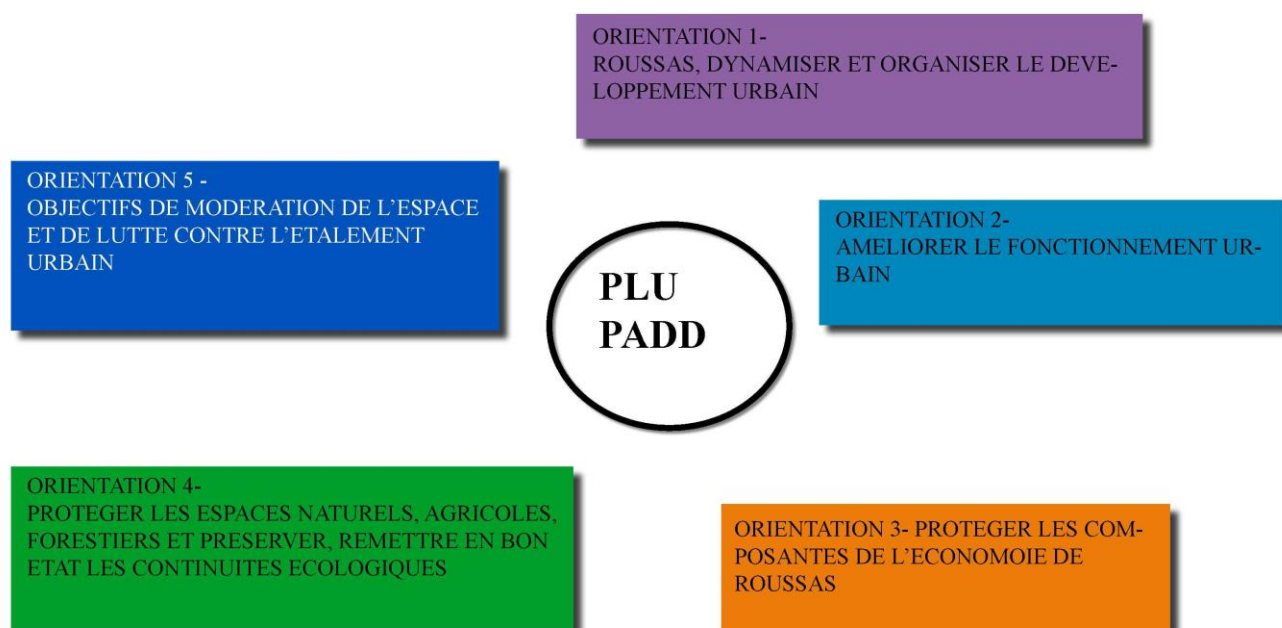 ORIENTATION 1-
ROUSSAS, DYNAMISER ET ORGANISER LE DEVE-
LOPPEMENT URBAIN
ORIENTATION 5 -
OBJECTIFS DE MODERATION DE L’ESPACE
ET DE LUTTE CONTRE L’ETALEMENT
URBAIN
ORIENTATION 2-
AMELIORER LE FONCTIONNEMENT UR-
BAIN
PLU
PADD
ORIENTATION 4-
PROTEGER LES ESPACES NATURELS, AGRICOLES,
FORESTIERS ET PRESERVER, REMETTRE EN BON
ETAT LES CONTINUITES ECOLOGIQUES
ORIENTATION 3- PROTEGER LES COM-
POSANTES DE L’ECONOMOIE DE
ROUSSAS